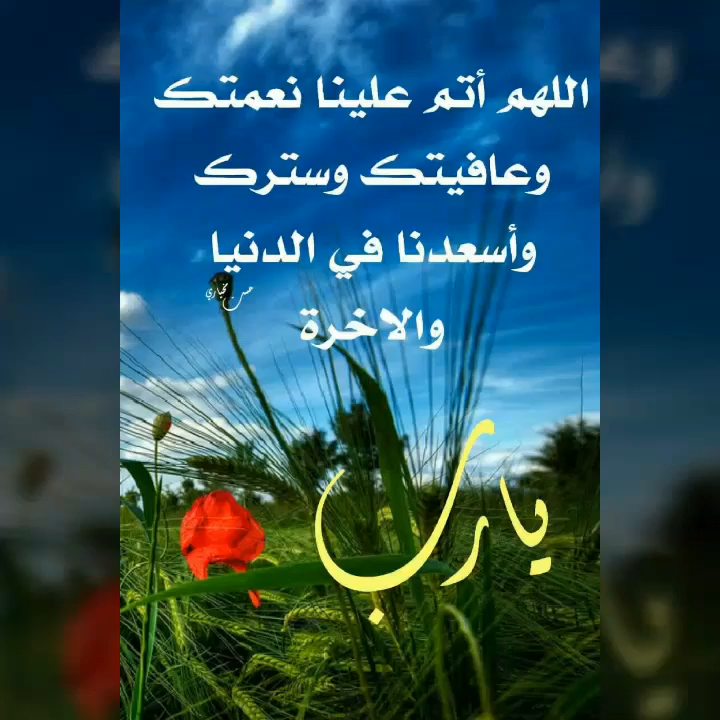 اللهم أتم علينا نعمتك
وعافيتك وسترك
وأسعدنا في الدنيا
والاخرة
يارب